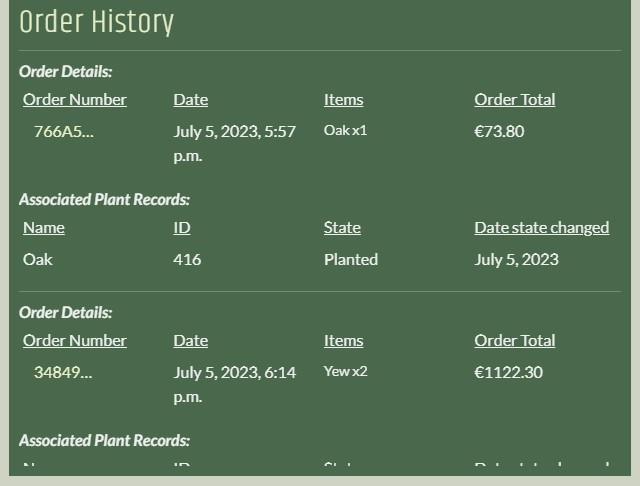 Order History
Order Details:
Order Number Date Items Order Total
766A5... July 5, 2023, 5:57 p.m. Oak x1 €73.80
Associated Plant Records:
Name ID State Date state changed
Oak 416 Planted July 5, 2023
Order Details:
Order Number Date Items Order Total
34849... July 5, 2023, 6:14 p.m. Yew x2 €1122.30
Associated Plant Records: